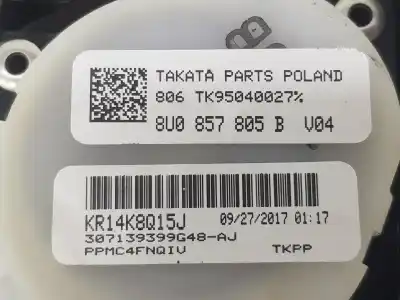 TAKATA PARTS POLAND
806 TK95040027%
8U0 857 805 B V04
KR14K8Q15J 09/27/2017 01:17
307139399G48-AJ
PPMC4FNQIV TKPP